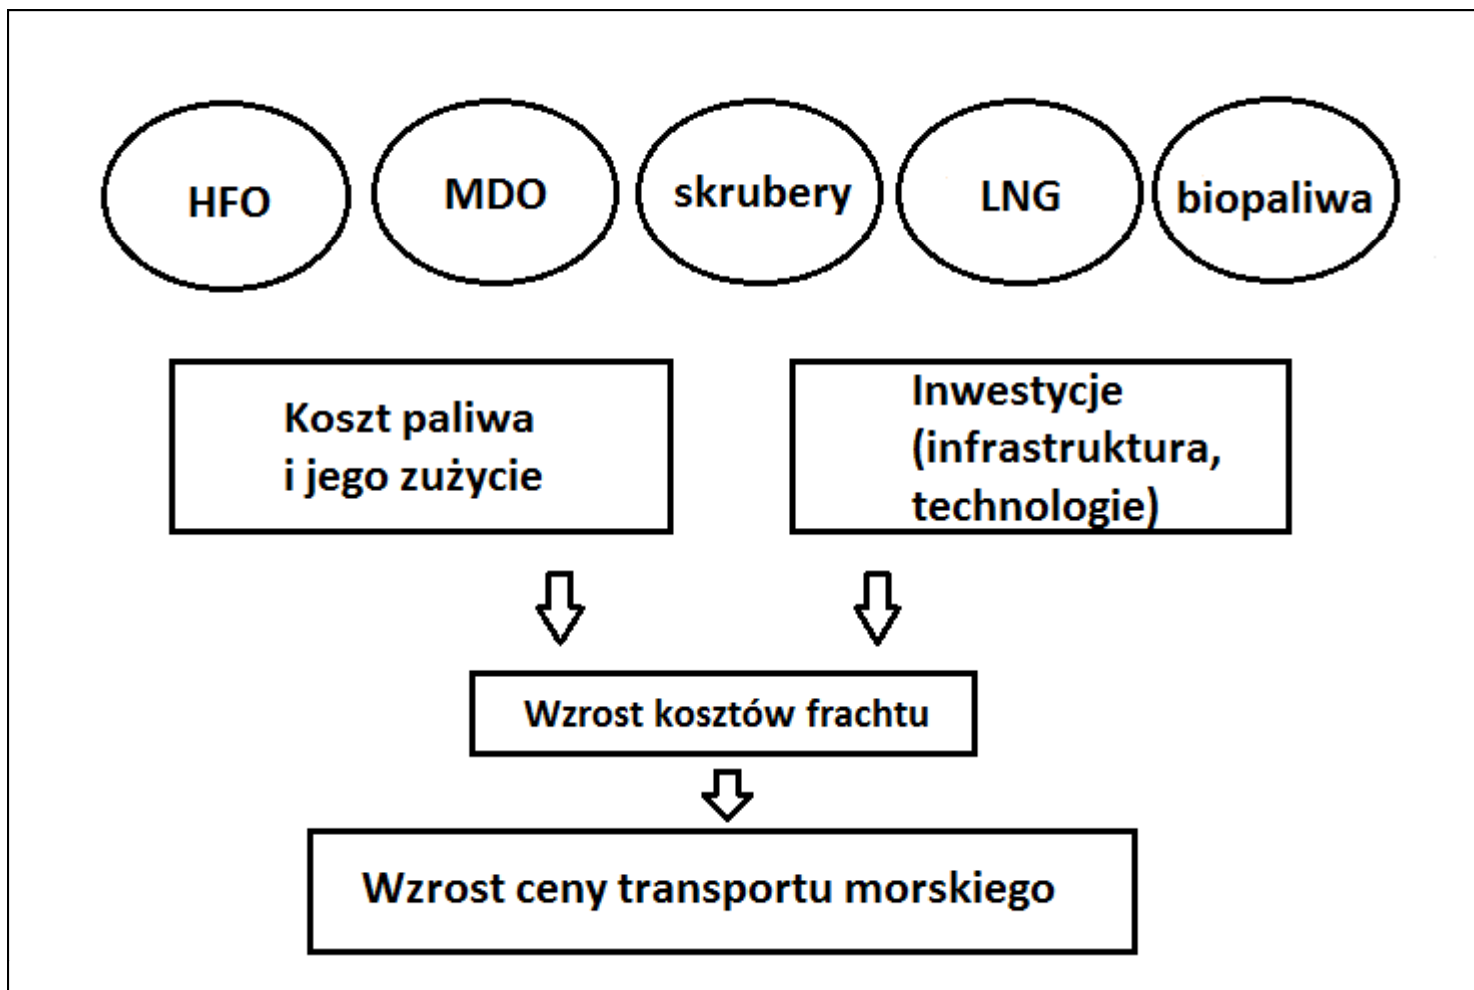 HFO
MDO
skrubery
LNG
biopaliwa
Koszt paliwa
i jego zużycie
Inwestycje
(infrastruktura,
technologie)
Wzrost kosztów frachtu
Wzrost ceny transportu morskiego